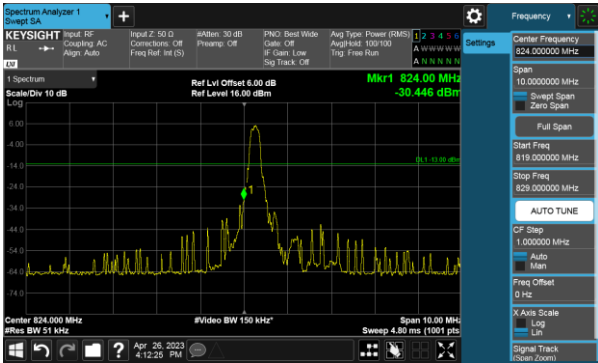 Spectrum Analyzer 1
Swept SA
KEYSIGHT
RL
Input: RF
Coupling: AC
Align: Auto
Input Z: 50 Ω
Corrections: Off
Freq Ref: Int (S)
#Atten: 30 dB
Preamp: Off
PNO: Best Wide
Gate: Off
IF Gain: Low
Sig Track: Off
Avg Type: Power (RMS)
Avg|Hold: 100/100
Trig: Free Run
1 2 3 4 5 6
A W W W W W
A N N N N N
LW
1 Spectrum
Scale/Div 10 dB
Log
Ref Lvl Offset 6.00 dB
Ref Level 16.00 dBm
Mkr1 824.00 MHz
-30.446 dBm
6.00
-4.00
-14.0
-24.0
-34.0
-44.0
-54.0
-64.0
-74.0
DL1 -13.00 dBm
1
Center 824.000 MHz
#Res BW 51 kHz
#Video BW 150 kHz*
Span 10.00 MHz
Sweep 4.80 ms (1001 pts)
?
Apr 26, 2023
4:12:25 PM
Settings
Frequency
Center Frequency
824.000000 MHz
Span
10.0000000 MHz
Swept Span
Zero Span
Full Span
Start Freq
819.000000 MHz
Stop Freq
829.000000 MHz
AUTO TUNE
CF Step
1.000000 MHz
Auto
Man
Freq Offset
0 Hz
X Axis Scale
Log
Lin
Signal Track
(Span Zoom)